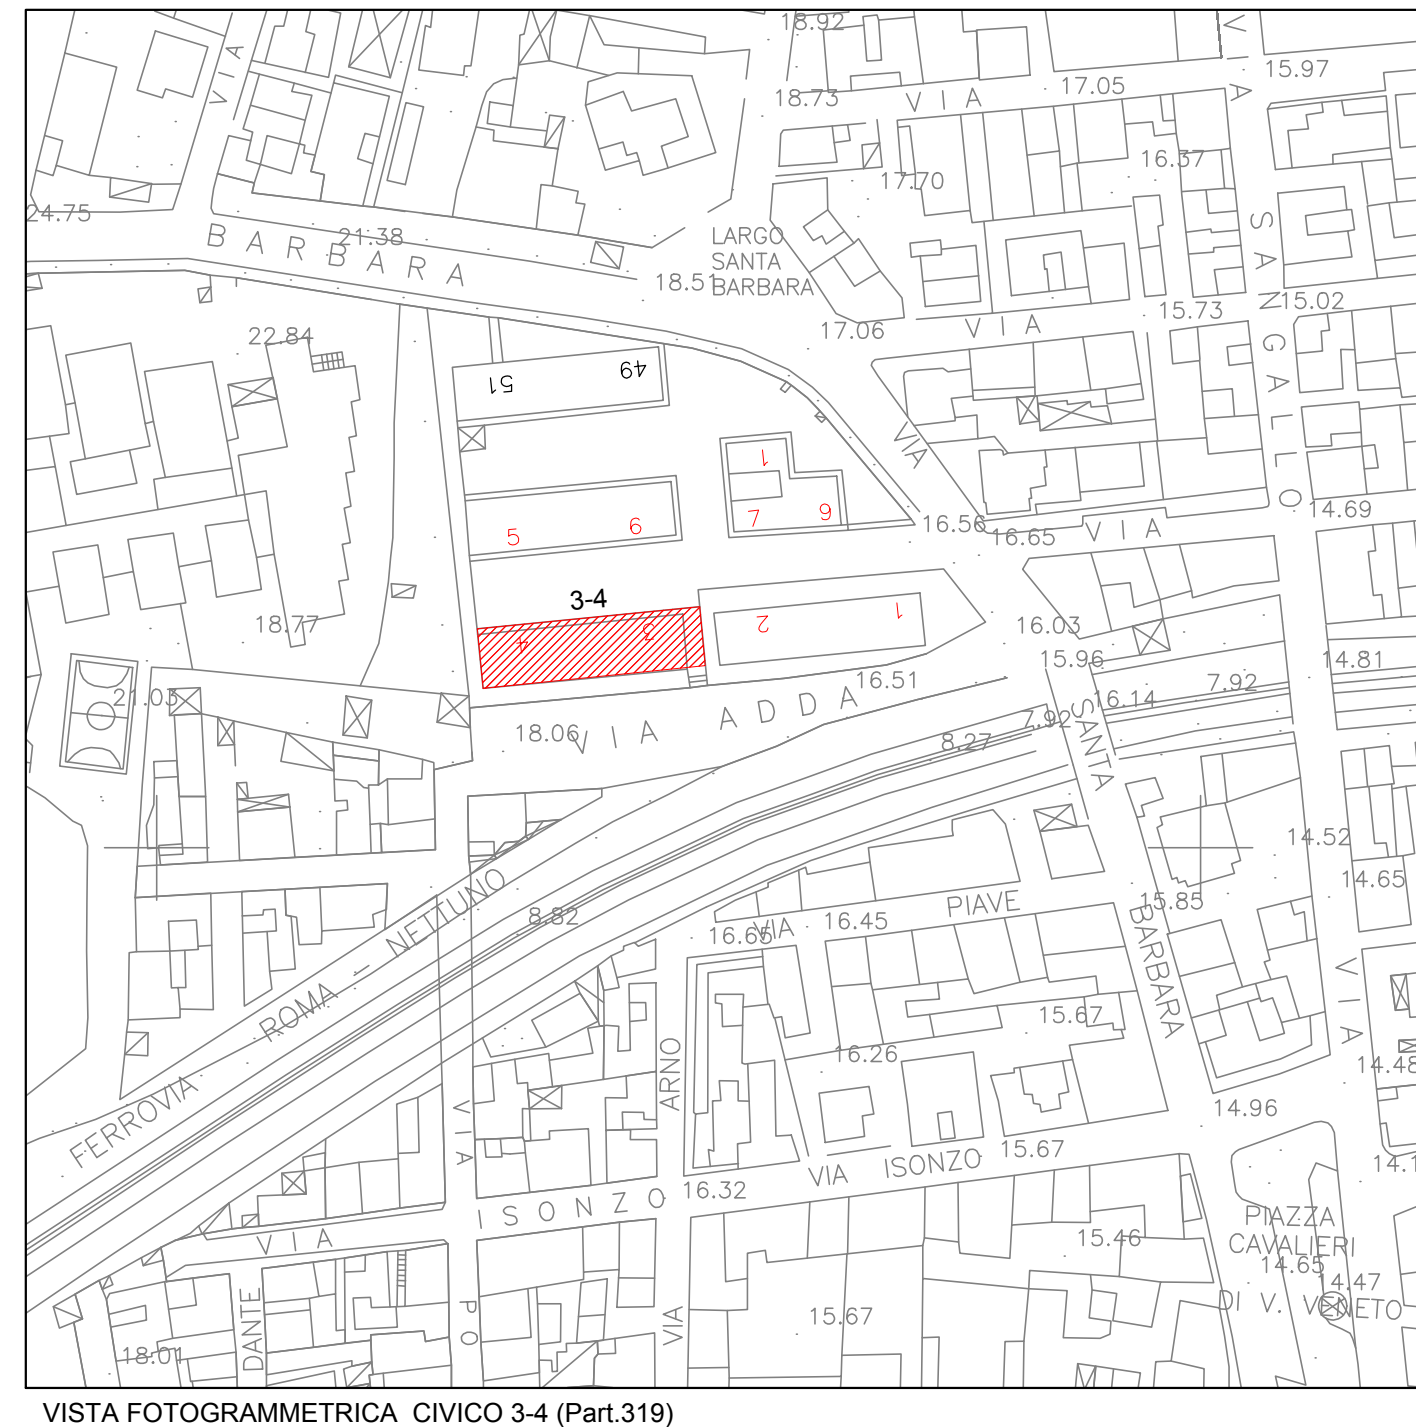 18.92
VIA
VIA
15.97
17.05
18.73
VIA
16.37
17.70
24.75
BARBARA
21.38
LARGO
SANTA
BARBARA
18.51
SAN GALLO
15.73
15.02
17.06
VIA
22.84
51
49
VIA
1
7
6
5
6
14.69
16.56
16.65
VIA
3-4
4
3
2
1
18.77
16.03
15.96
14.81
16.51
16.14
7.92
21.03
18.06
VIA ADDA
7.92
8.27
SANTA
BARBARA
14.52
14.65
15.85
PIAVE
VIA
16.45
16.65
8.82
FERROVIA ROMA – NETTUNO
VIA
15.67
16.26
ARNO
14.48
14.96
VIA
15.67
VIA ISONZO
14.1
16.32
ISONZO
VIA
PIAZZA
CAVALIERI
DI V. VENETO
15.46
14.65
14.47
15.67
DANTE
PO
VIA
18.01
VISTA FOTOGRAMMETRICA CIVICO 3-4 (Part.319)